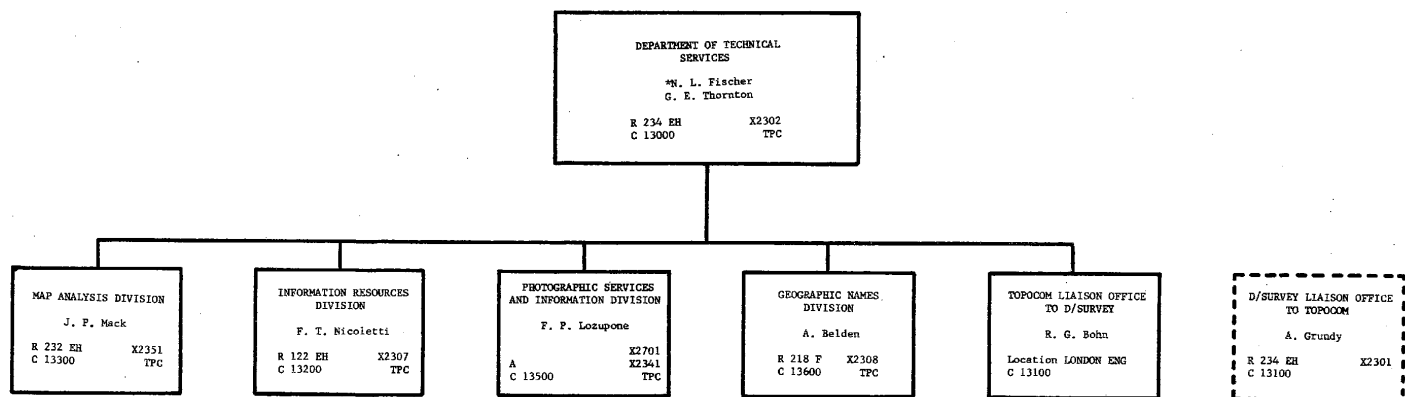 DEPARTMENT OF TECHNICAL
SERVICES
*N. L. Fischer
G. E. Thornton
R 234 EH X2302
C 13000 TPC
MAP ANALYSIS DIVISION
J. P. Mack
R 232 EH X2351
C 13300 TPC
INFORMATION RESOURCES
DIVISION
F. T. Nicoletti
R 122 EH X2307
C 13200 TPC
PHOTOGRAPHIC SERVICES
AND INFORMATION DIVISION
F. P. Lozupone
X2701
A X2341
C 13500 TPC
GEOGRAPHIC NAMES
DIVISION
A. Belden
R 218 F X2308
C 13600 TPC
TOPOCOM LIAISON OFFICE
TO D/SURVEY
R. G. Bohn
Location LONDON ENG
C 13100
D/SURVEY LIAISON OFFICE
TO TOPOCOM
A. Grundy
R 234 EH X2301
C 13100